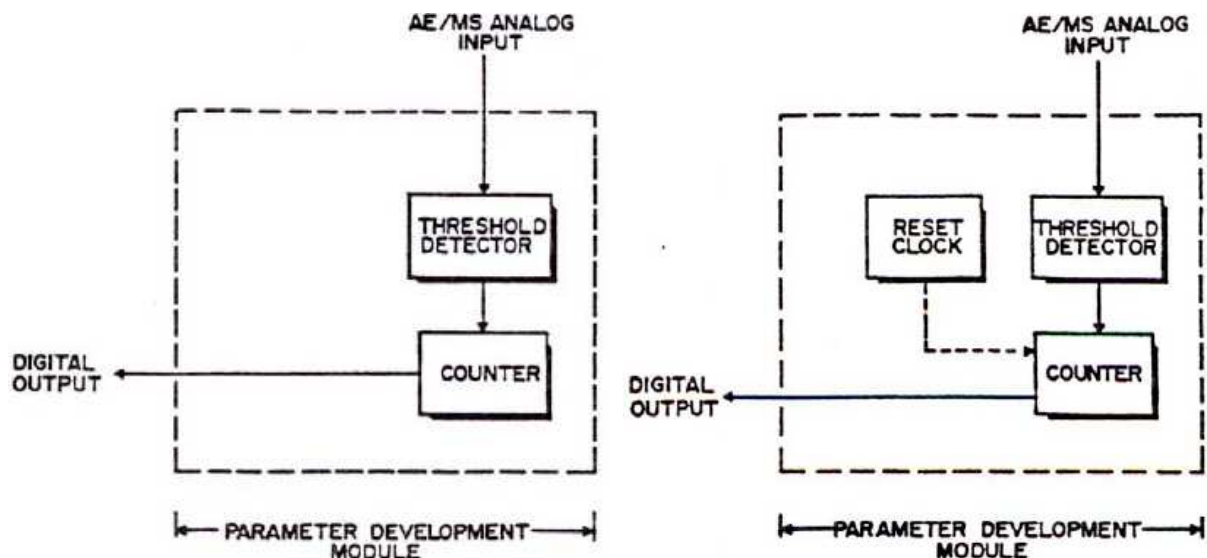 AE/MS ANALOG
INPUT
THRESHOLD
DETECTOR
COUNTER
DIGITAL
OUTPUT
PARAMETER DEVELOPMENT
MODULE
AE/MS ANALOG
INPUT
RESET
CLOCK
THRESHOLD
DETECTOR
COUNTER
DIGITAL
OUTPUT
PARAMETER DEVELOPMENT
MODULE